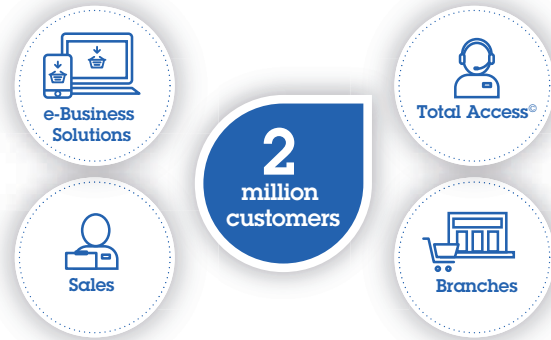 e-Business
Solutions
Total Access©
2
million
customers
Sales
Branches